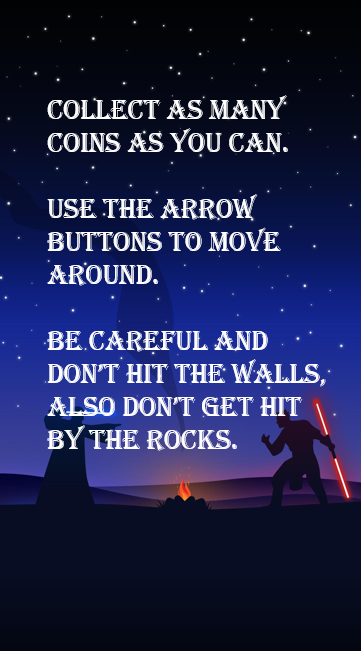 COLLECT AS MANY
COINS AS YOU CAN.
USE THE ARROW
BUTTONS TO MOVE
AROUND.
BE CAREFUL AND
DON'T HIT THE WALLS,
ALSO DON'T GET HIT
BY THE ROCKS.